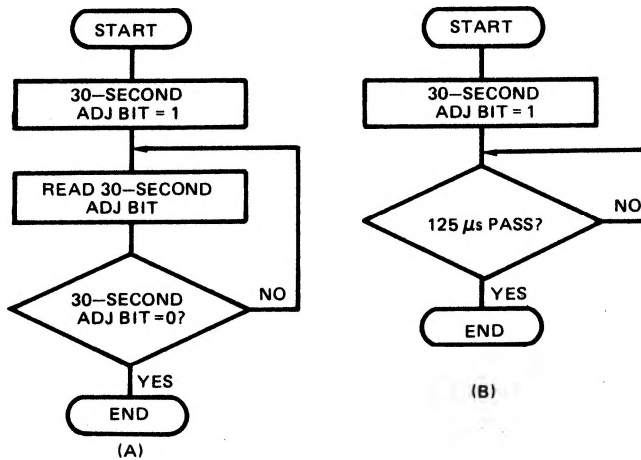 START
30–SECOND
ADJ BIT = 1
READ 30–SECOND
ADJ BIT
30–SECOND
ADJ BIT =0?
NO
YES
END
(A)
START
30–SECOND
ADJ BIT = 1
125 µs PASS?
NO
YES
END
(B)